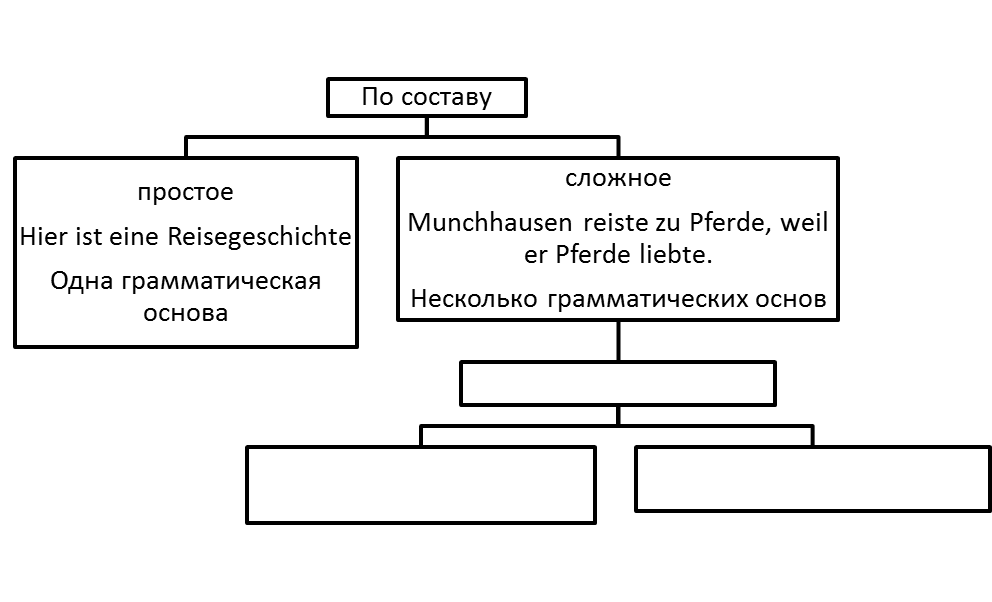 По составу
простое
Hier ist eine Reisegeschichte
Одна грамматическая
основа
сложное
Munchhausen reiste zu Pferde, weil
er Pferde liebte.
Несколько грамматических основ